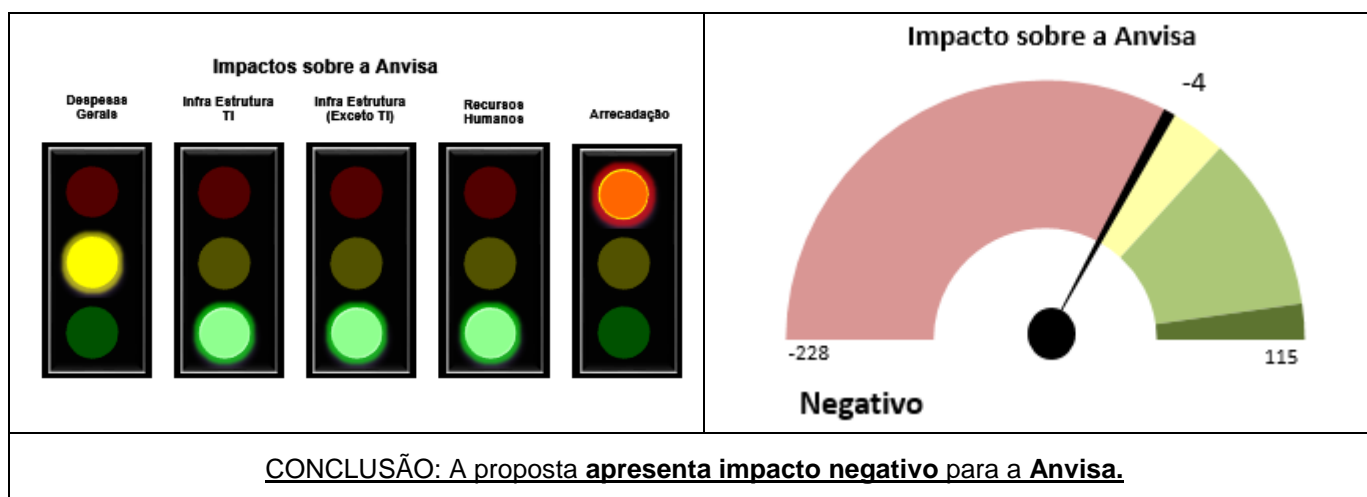 Impactos sobre a Anvisa
Despesas
Gerais
Infra Estrutura
TI
Infra Estrutura
(Exceto TI)
Recursos
Humanos
Arrecadação
Impacto sobre a Anvisa
-4
-228
115
Negativo
CONCLUSÃO: A proposta apresenta impacto negativo para a Anvisa.